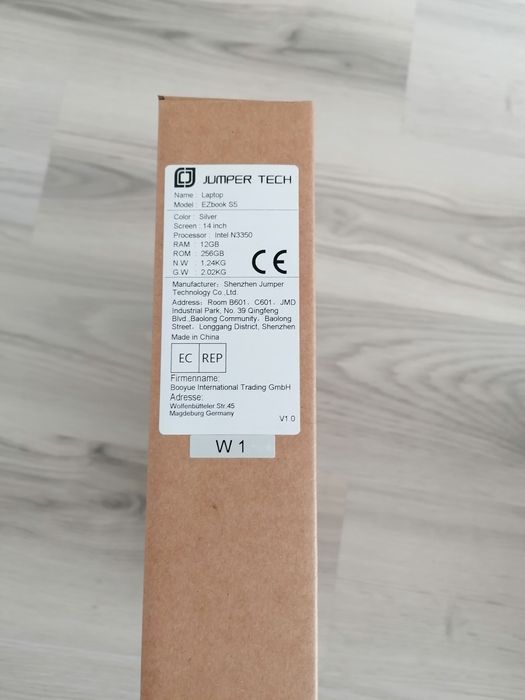 JUMPER TECH
Name : Laptop
Model : EZbook S5
Color : Silver
Screen : 14 inch
Processor : Intel N3350
RAM : 12GB
ROM : 256GB
N.W : 1.24KG
G.W : 2.02KG
CE
Manufacturer: Shenzhen Jumper
Technology Co.,Ltd.
Address: Room B601, C601, JMD
Industrial Park, No. 39 Qingfeng
Blvd.,Baolong Community, Baolong
Street, Longgang District, Shenzhen
Made in China
EC REP
Firmenname:
Booyue International Trading GmbH
Adresse:
Wolfenbütteler Str.45
Magdeburg Germany
V1.0
W 1